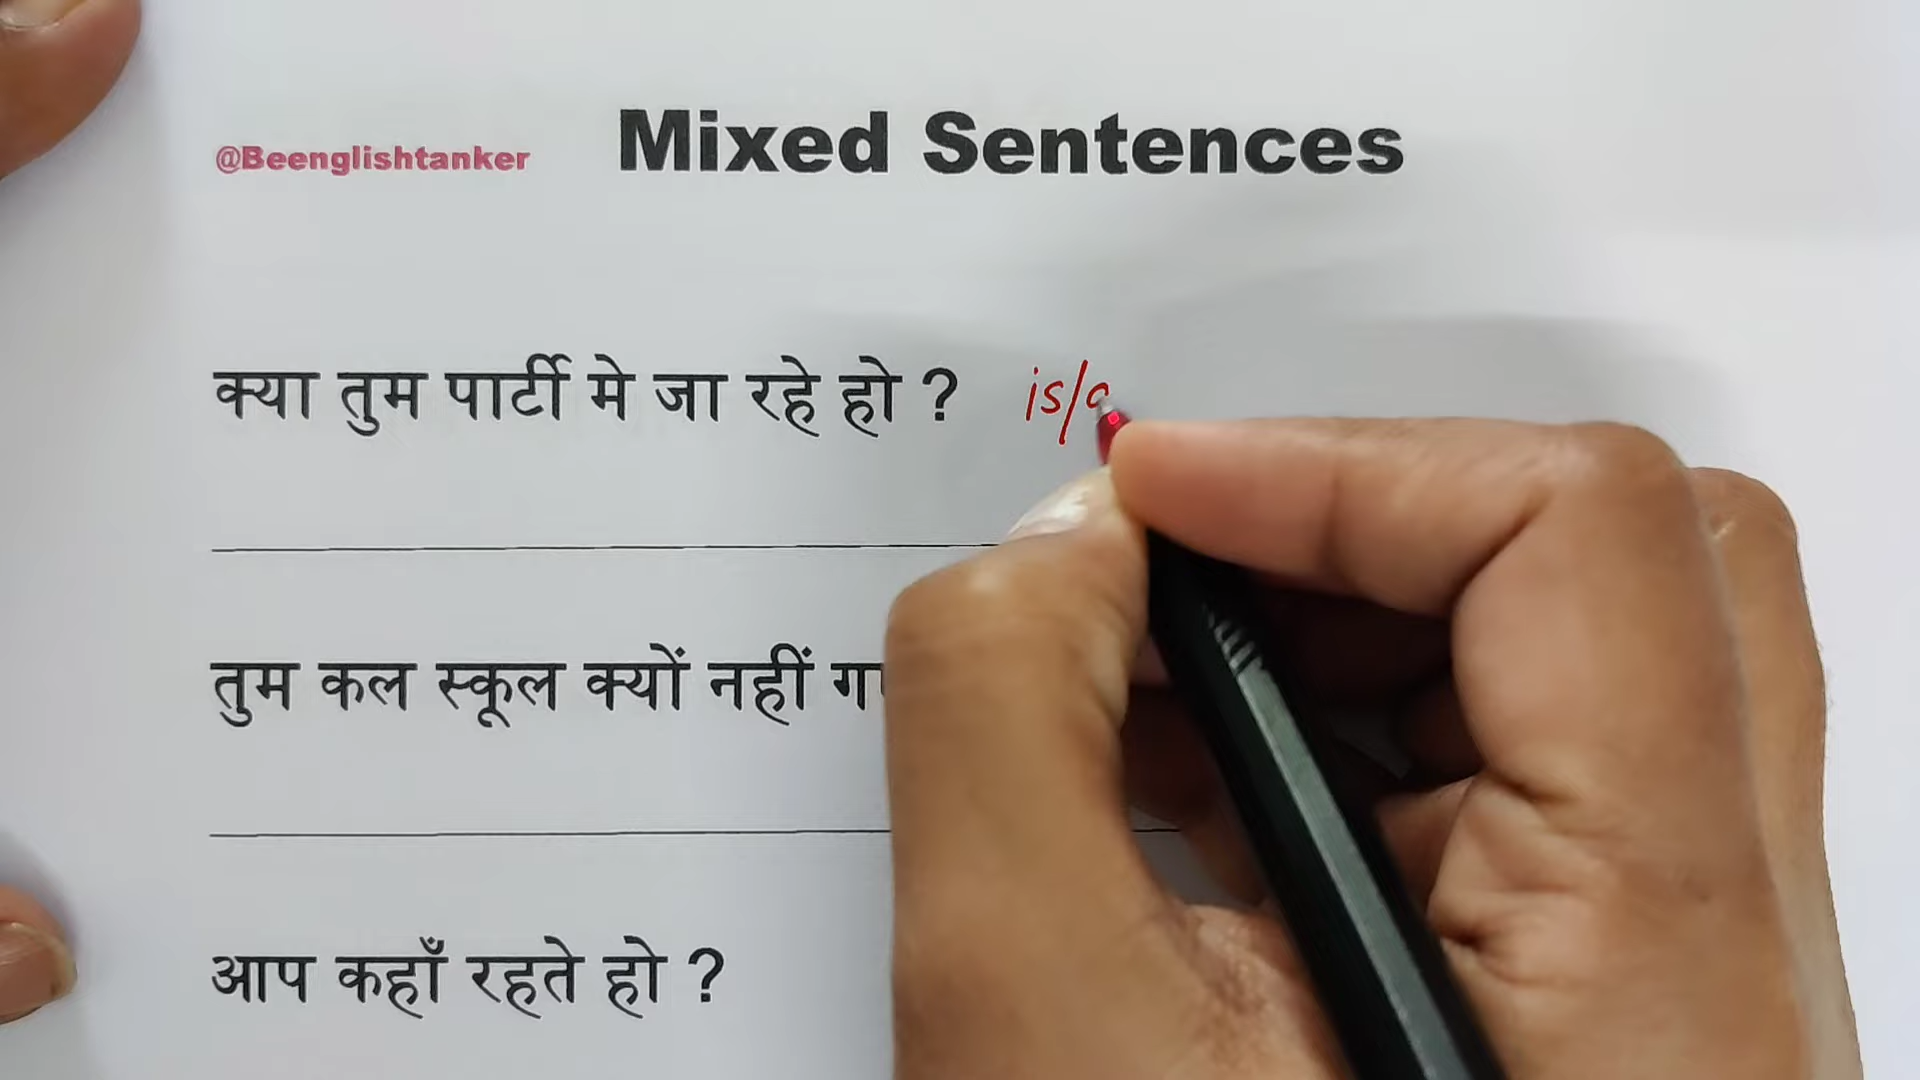 @Beenglishtanker Mixed Sentences
क्या तुम पार्टी मे जा रहे हो ? is/
तुम कल स्कूल क्यों नहीं
आप कहाँ रहते हो ?